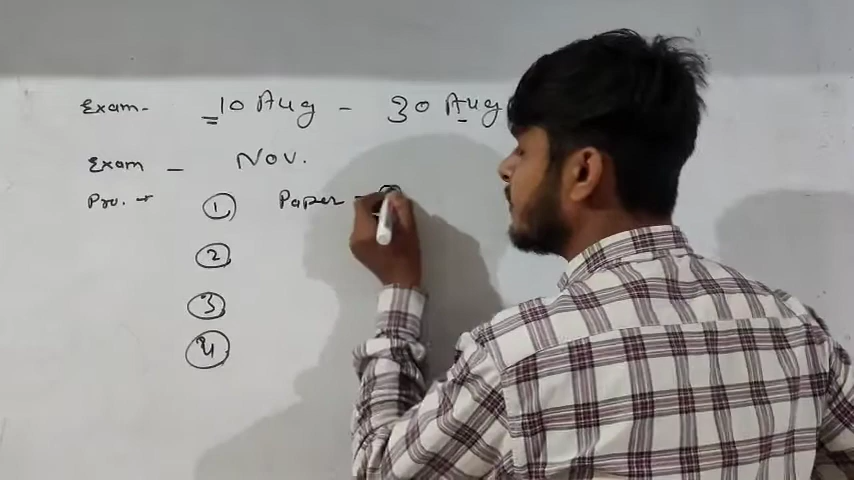 Exam- 10 Aug - 30 Aug
Exam - Nov.
Pro. → ① Paper -
②
③
④